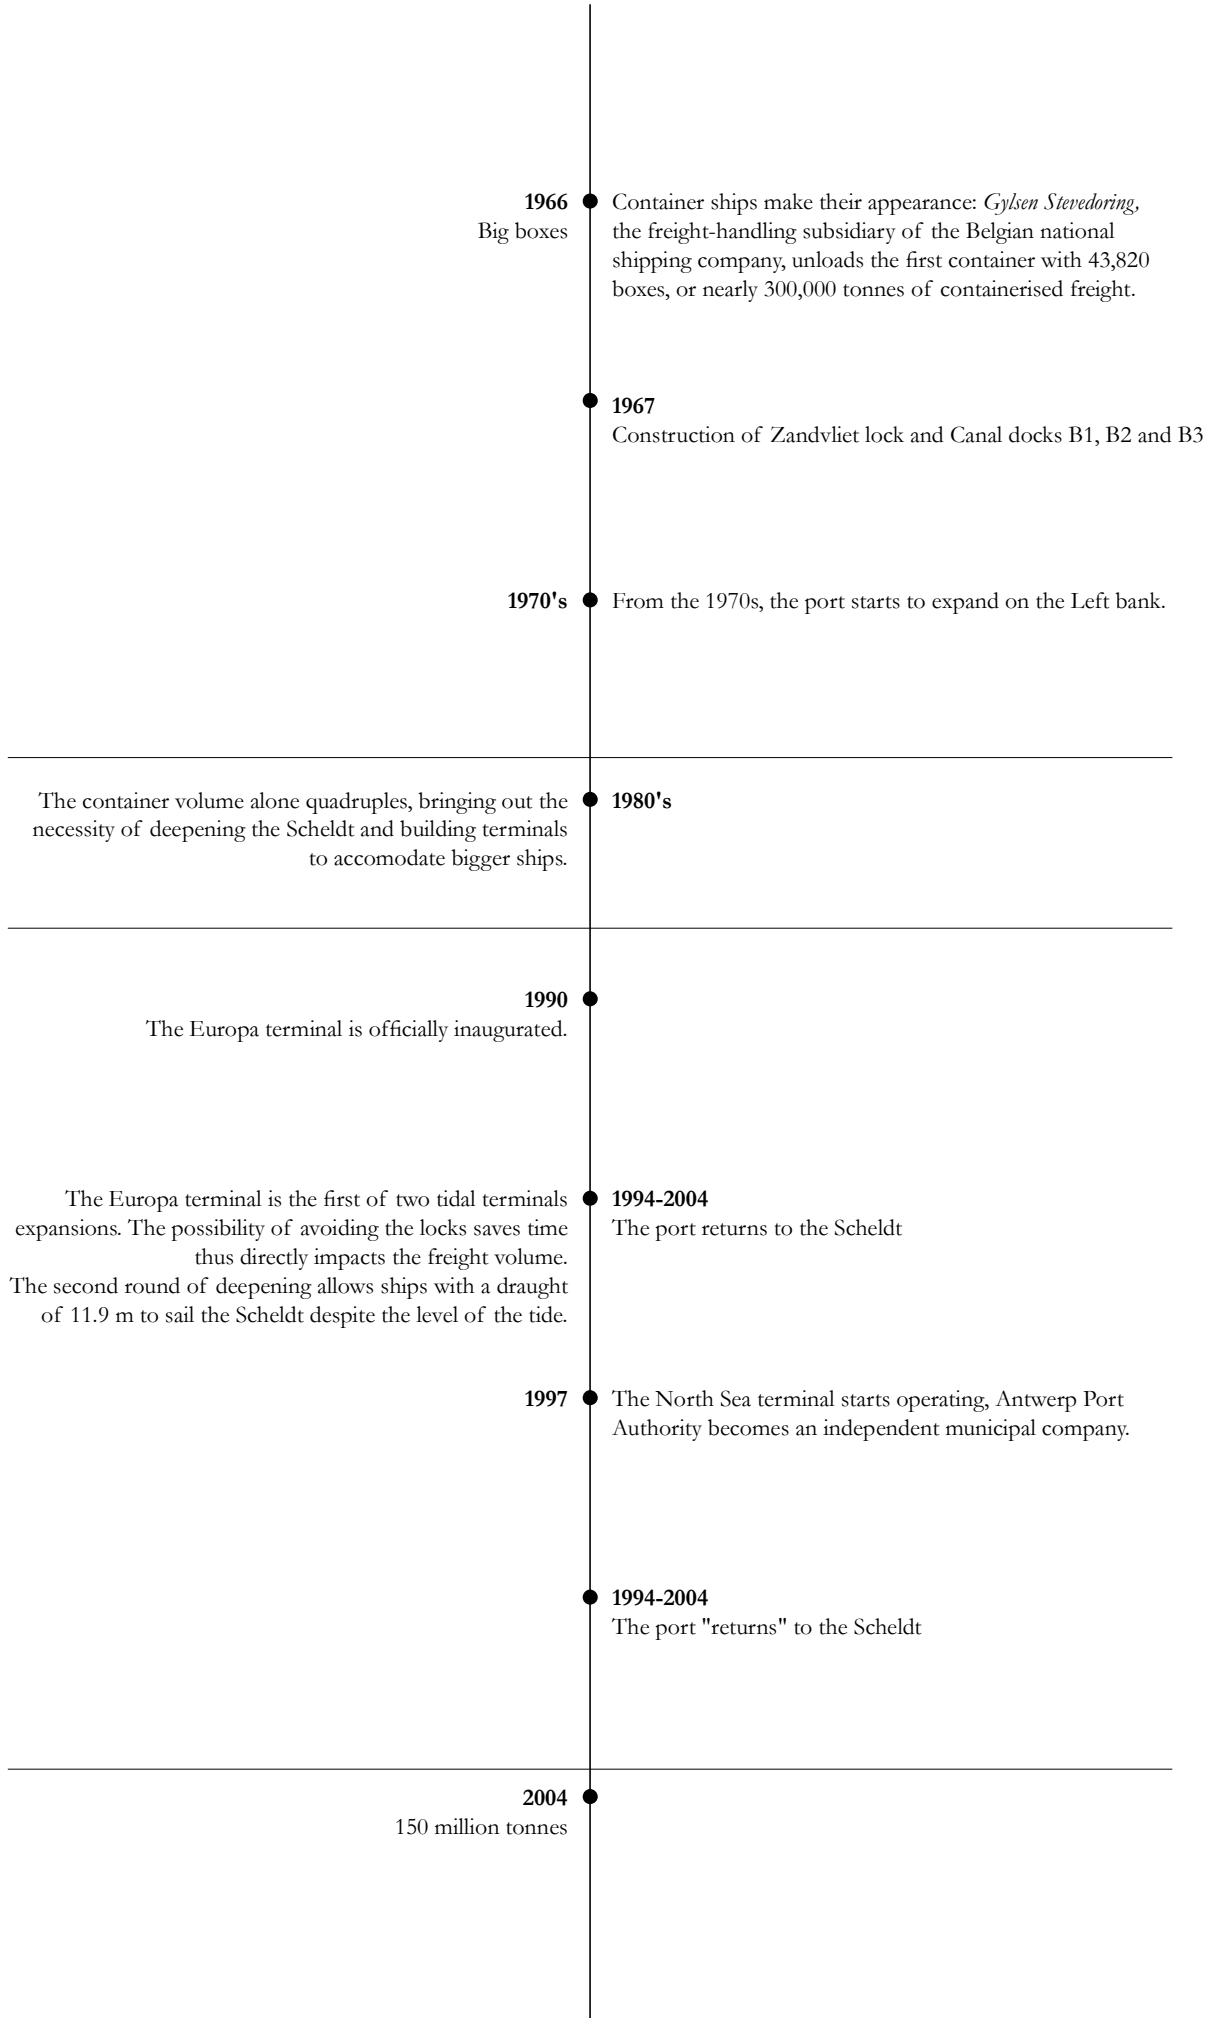 1966
Big boxes
Container ships make their appearance: Gylsen Stevedoring,
the freight-handling subsidiary of the Belgian national
shipping company, unloads the first container with 43,820
boxes, or nearly 300,000 tonnes of containerised freight.
1967
Construction of Zandvliet lock and Canal docks B1, B2 and B3
1970's
From the 1970s, the port starts to expand on the Left bank.
The container volume alone quadruples, bringing out the
necessity of deepening the Scheldt and building terminals
to accomodate bigger ships.
1980's
1990
The Europa terminal is officially inaugurated.
The Europa terminal is the first of two tidal terminals
expansions. The possibility of avoiding the locks saves time
thus directly impacts the freight volume.
The second round of deepening allows ships with a draught
of 11.9 m to sail the Scheldt despite the level of the tide.
1994-2004
The port returns to the Scheldt
1997
The North Sea terminal starts operating, Antwerp Port
Authority becomes an independent municipal company.
1994-2004
The port "returns" to the Scheldt
2004
150 million tonnes